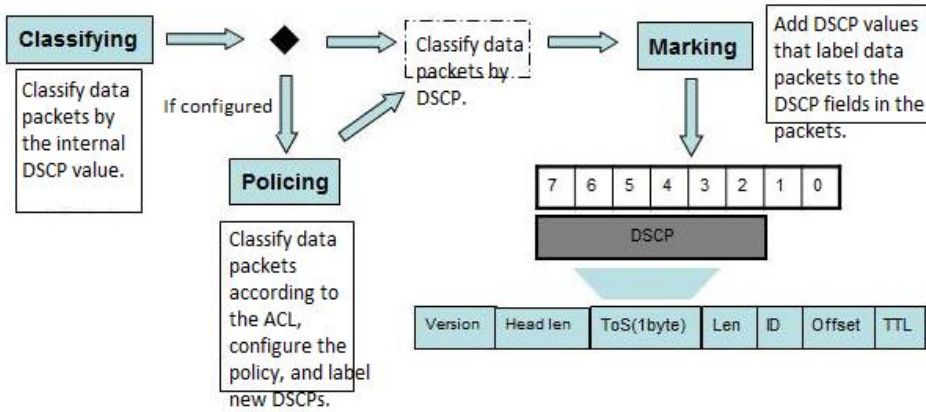 Classifying
Classify data
packets by
the internal
DSCP value.
If configured
Policing
Classify data
packets
according to
the ACL,
configure the
policy, and label
new DSCPs.
Classify data
packets by
DSCP.
Marking
Add DSCP values
that label data
packets to the
DSCP fields in the
packets.
7 6 5 4 3 2 1 0
DSCP
Version Head len ToS(1byte) Len ID Offset TTL